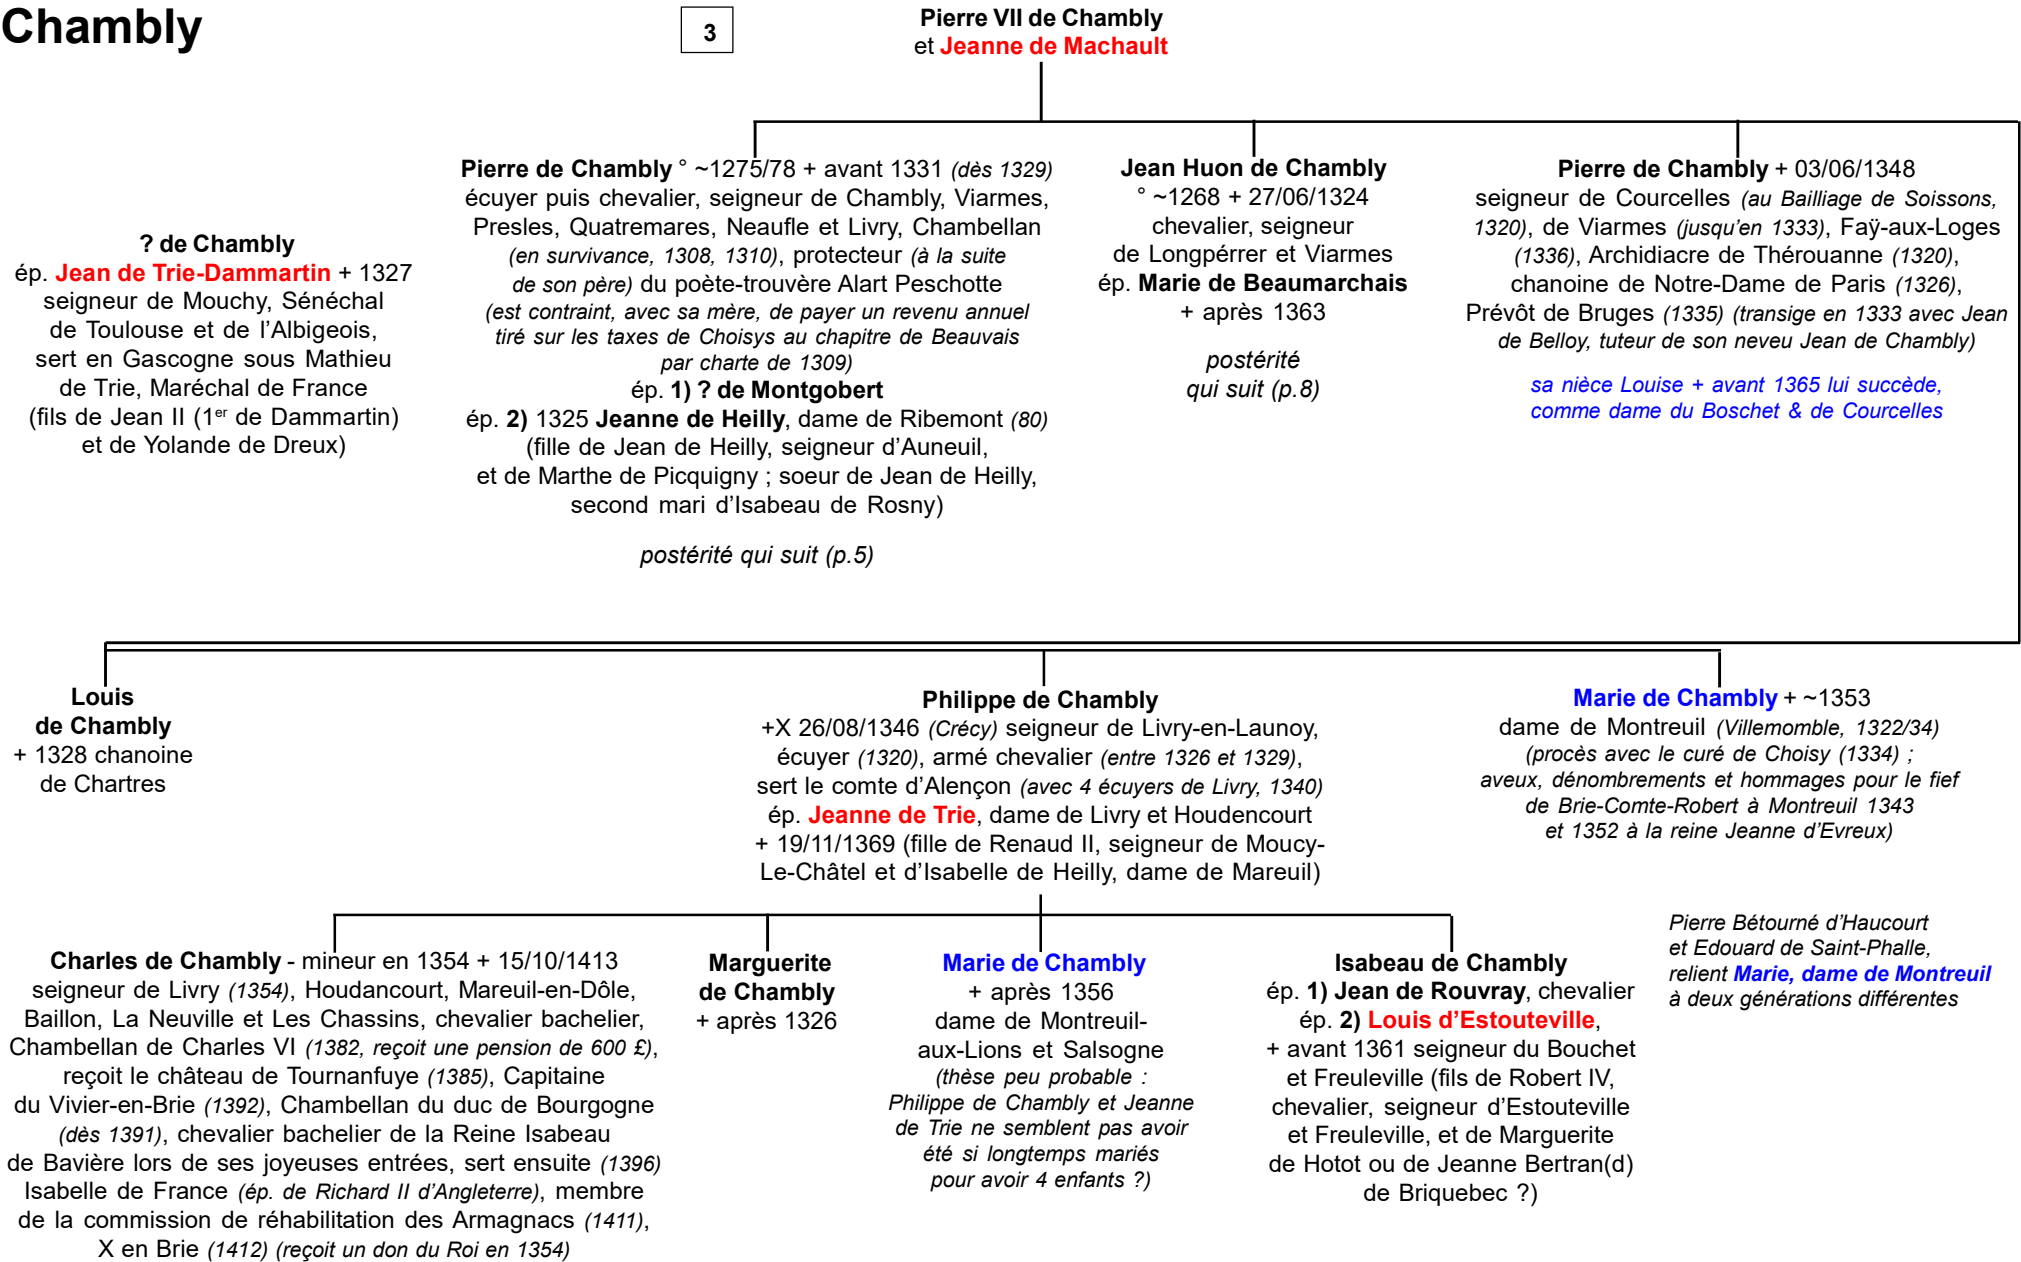 Chambly
3
Pierre VII de Chambly
et Jeanne de Machault
? de Chambly
ép. Jean de Trie-Dammartin + 1327
seigneur de Mouchy, Sénéchal
de Toulouse et de l’Albigeois,
sert en Gascogne sous Mathieu
de Trie, Maréchal de France
(fils de Jean II (1er de Dammartin)
et de Yolande de Dreux)
Pierre de Chambly ° ~1275/78 + avant 1331 (dès 1329)
écuyer puis chevalier, seigneur de Chambly, Viarmes,
Presles, Quatremares, Neaufle et Livry, Chambellan
(en survivance, 1308, 1310), protecteur (à la suite
de son père) du poète-trouvère Alart Peschotte
(est contraint, avec sa mère, de payer un revenu annuel
tiré sur les taxes de Choisys au chapitre de Beauvais
par charte de 1309)
ép. 1) ? de Montgobert
ép. 2) 1325 Jeanne de Heilly, dame de Ribemont (80)
(fille de Jean de Heilly, seigneur d’Auneuil,
et de Marthe de Picquigny ; soeur de Jean de Heilly,
second mari d’Isabeau de Rosny)
postérité qui suit (p.5)
Jean Huon de Chambly
° ~1268 + 27/06/1324
chevalier, seigneur
de Longpérrer et Viarmes
ép. Marie de Beaumarchais
+ après 1363
postérité
qui suit (p.8)
Pierre de Chambly + 03/06/1348
seigneur de Courcelles (au Bailliage de Soissons,
1320), de Viarmes (jusqu’en 1333), Faÿ-aux-Loges
(1336), Archidiacre de Thérouanne (1320),
chanoine de Notre-Dame de Paris (1326),
Prévôt de Bruges (1335) (transige en 1333 avec Jean
de Belloy, tuteur de son neveu Jean de Chambly)
sa nièce Louise + avant 1365 lui succède,
comme dame du Boschet & de Courcelles
Louis
de Chambly
+ 1328 chanoine
de Chartres
Philippe de Chambly
+X 26/08/1346 (Crécy) seigneur de Livry-en-Launoy,
écuyer (1320), armé chevalier (entre 1326 et 1329),
sert le comte d’Alençon (avec 4 écuyers de Livry, 1340)
ép. Jeanne de Trie, dame de Livry et Houdencourt
+ 19/11/1369 (fille de Renaud II, seigneur de Moucy-
Le-Châtel et d’Isabelle de Heilly, dame de Mareuil)
Marie de Chambly + ~1353
dame de Montreuil (Villemomble, 1322/34)
(procès avec le curé de Choisy (1334) ;
aveux, dénombrements et hommages pour le fief
de Brie-Comte-Robert à Montreuil 1343
et 1352 à la reine Jeanne d’Evreux)
Charles de Chambly - mineur en 1354 + 15/10/1413
seigneur de Livry (1354), Houdancourt, Mareuil-en-Dôle,
Baillon, La Neuville et Les Chassins, chevalier bachelier,
Chambellan de Charles VI (1382, reçoit une pension de 600 £),
reçoit le château de Tournanfuye (1385), Capitaine
du Vivier-en-Brie (1392), Chambellan du duc de Bourgogne
(dès 1391), chevalier bachelier de la Reine Isabeau
de Bavière lors de ses joyeuses entrées, sert ensuite (1396)
Isabelle de France (ép. de Richard II d’Angleterre), membre
de la commission de réhabilitation des Armagnacs (1411),
X en Brie (1412) (reçoit un don du Roi en 1354)
Marguerite
de Chambly
+ après 1326
Marie de Chambly
+ après 1356
dame de Montreuil-
aux-Lions et Salsogne
(thèse peu probable :
Philippe de Chambly et Jeanne
de Trie ne semblent pas avoir
été si longtemps mariés
pour avoir 4 enfants ?)
Isabeau de Chambly
ép. 1) Jean de Rouvray, chevalier
ép. 2) Louis d’Estouteville,
+ avant 1361 seigneur du Bouchet
et Freuleville (fils de Robert IV,
chevalier, seigneur d’Estouteville
et Freuleville, et de Marguerite
de Hotot ou de Jeanne Bertran(d)
de Briquebec ?)
Pierre Bétourné d’Haucourt
et Edouard de Saint-Phalle,
relient Marie, dame de Montreuil
à deux générations différentes